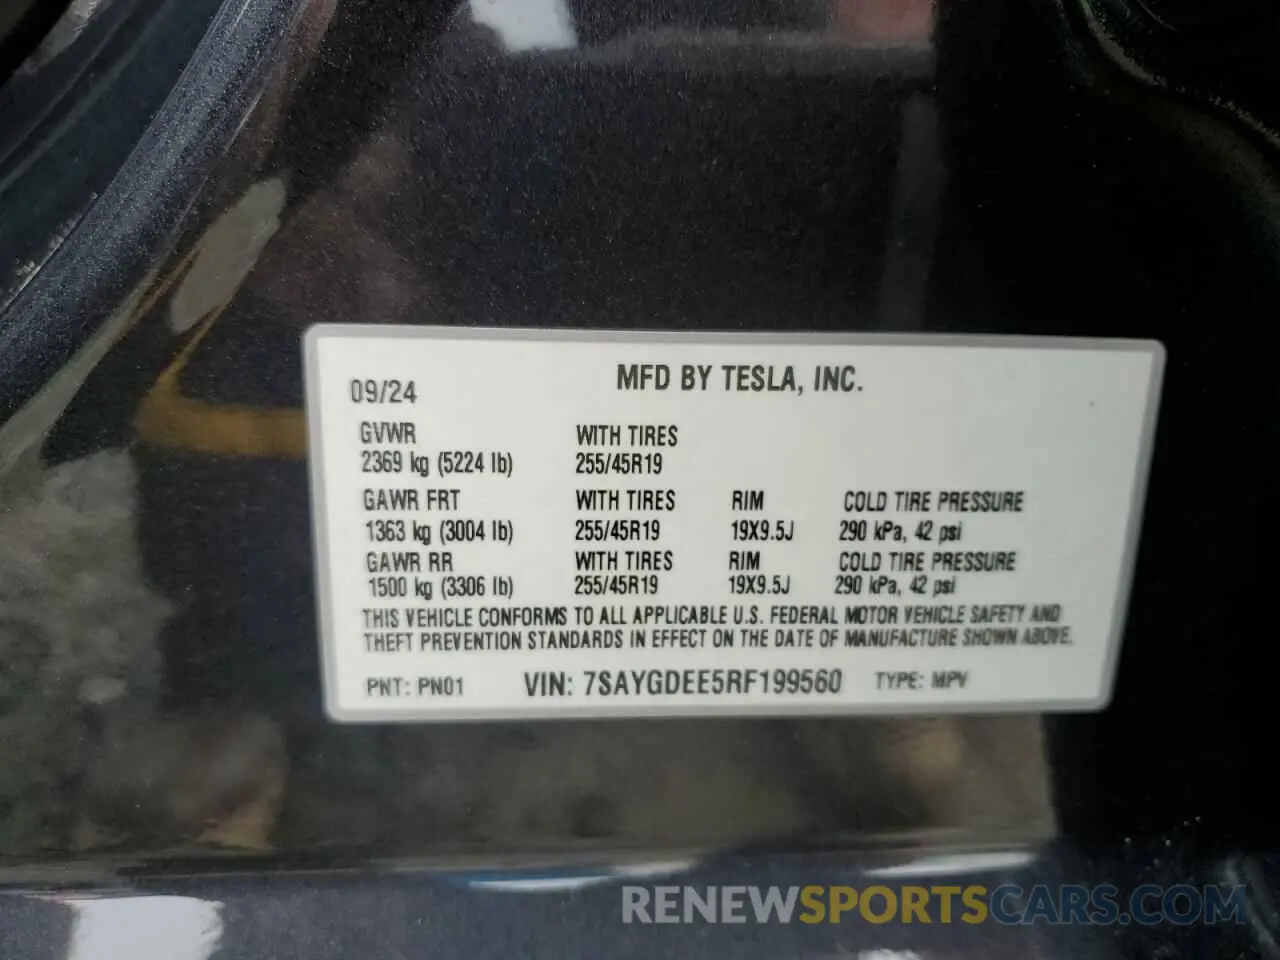 MFD BY TESLA, INC.
09/24
GVWR WITH TIRES
2369 kg (5224 lb) 255/45R19
GAWR FRT WITH TIRES RIM COLD TIRE PRESSURE
1363 kg (3004 lb) 255/45R19 19X9.5J 290 kPa, 42 psi
GAWR RR WITH TIRES RIM COLD TIRE PRESSURE
1500 kg (3306 lb) 255/45R19 19X9.5J 290 kPa, 42 psi
THIS VEHICLE CONFORMS TO ALL APPLICABLE U.S. FEDERAL MOTOR VEHICLE SAFETY AND
THEFT PREVENTION STANDARDS IN EFFECT ON THE DATE OF MANUFACTURE SHOWN ABOVE.
PNT: PN01 VIN: 7SAYGDEE5RF199560 TYPE: MPV
RENEWSPORTSCARS.COM